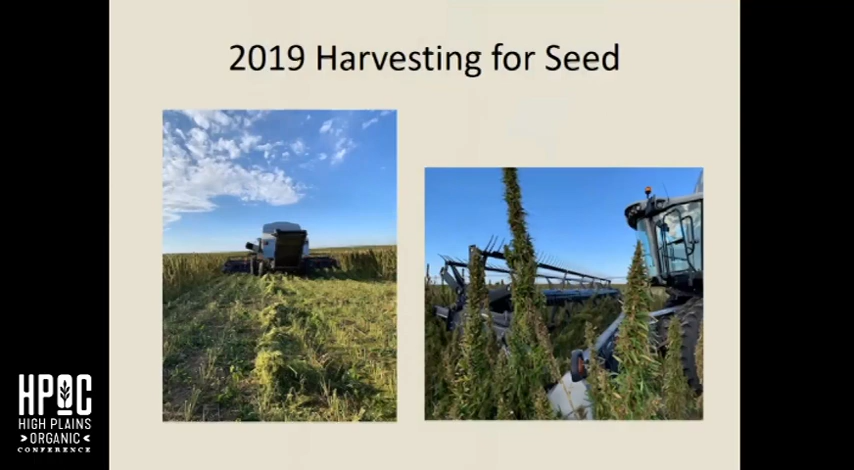 2019 Harvesting for Seed
HPOC
HIGH PLAINS
>ORGANIC<
CONFERENCE